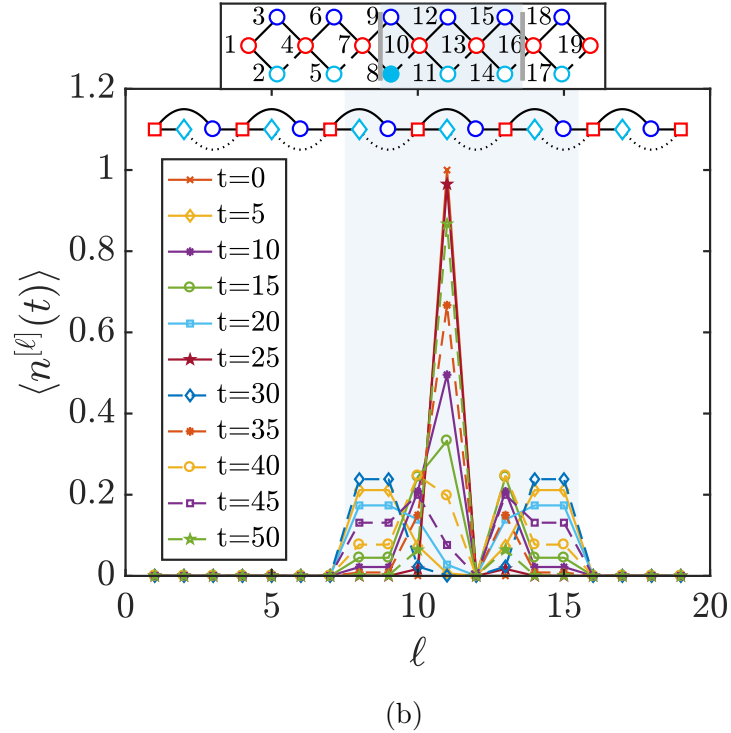 3 6 9 12 15 18
1 4 7 10 13 16 19
2 5 8 11 14 17
1.2
1
0.8
0.6
0.4
0.2
0
⟨n^[ℓ](t)⟩
t=0
t=5
t=10
t=15
t=20
t=25
t=30
t=35
t=40
t=45
t=50
0 5 10 15 20
ℓ
(b)